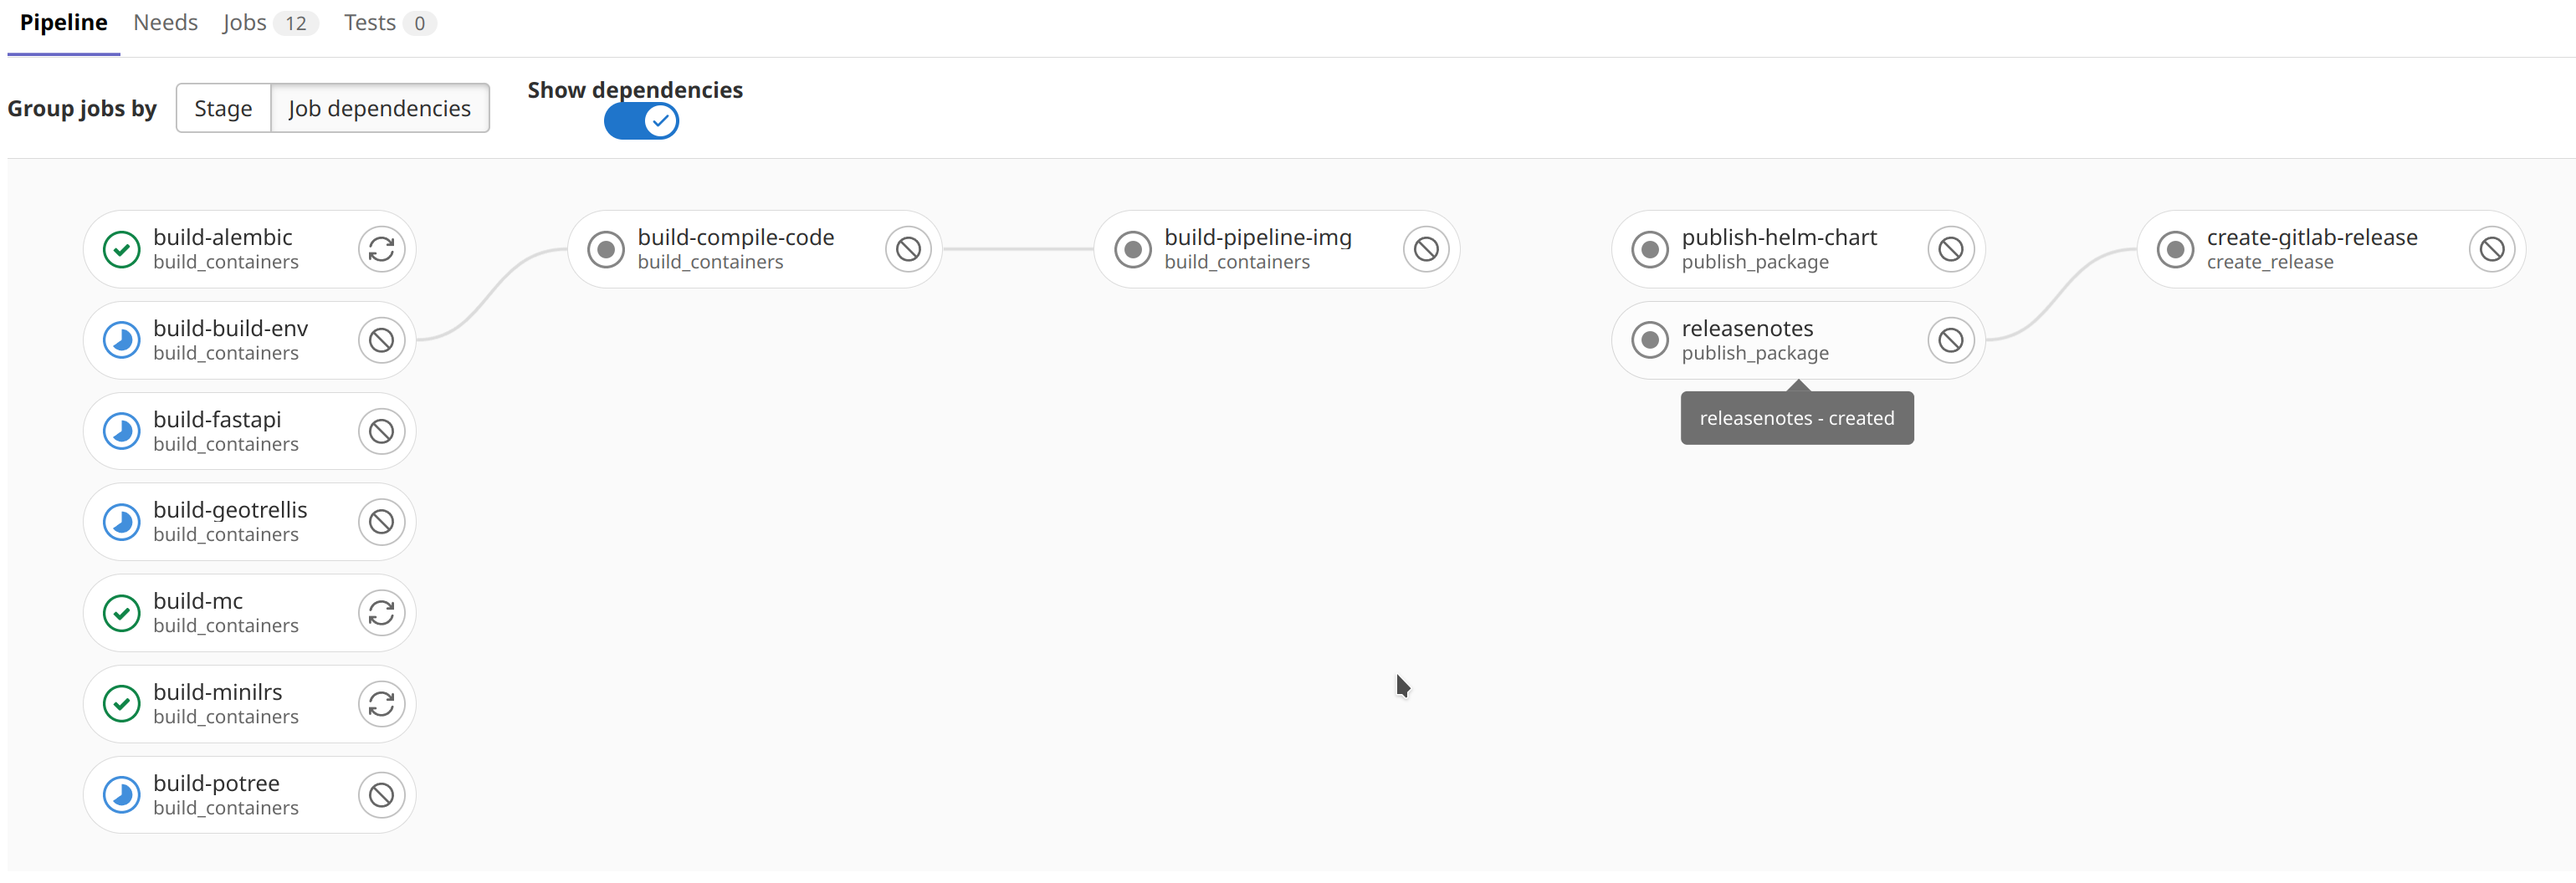 Pipeline Needs Jobs 12 Tests 0
Group jobs by Stage Job dependencies Show dependencies
build-alembic
build_containers
build-build-env
build_containers
build-fastapi
build_containers
build-geotrellis
build_containers
build-mc
build_containers
build-minilrs
build_containers
build-potree
build_containers
build-compile-code
build_containers
build-pipeline-img
build_containers
publish-helm-chart
publish_package
releasenotes
publish_package
releasenotes - created
create-gitlab-release
create_release